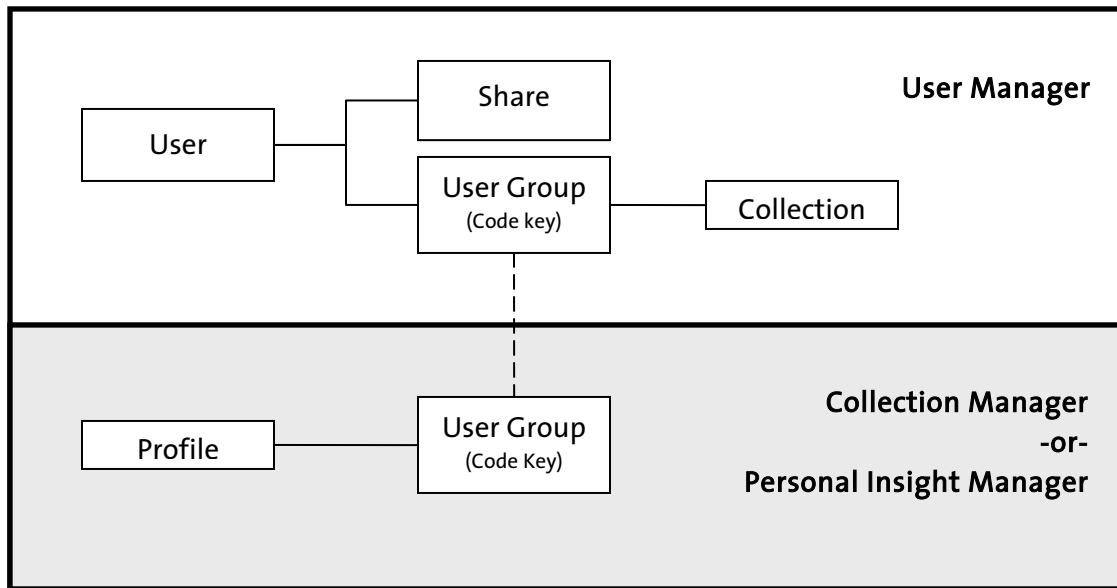 User Manager
Share
User
User Group
(Code key)
Collection
Collection Manager
-or-
Personal Insight Manager
User Group
(Code Key)
Profile